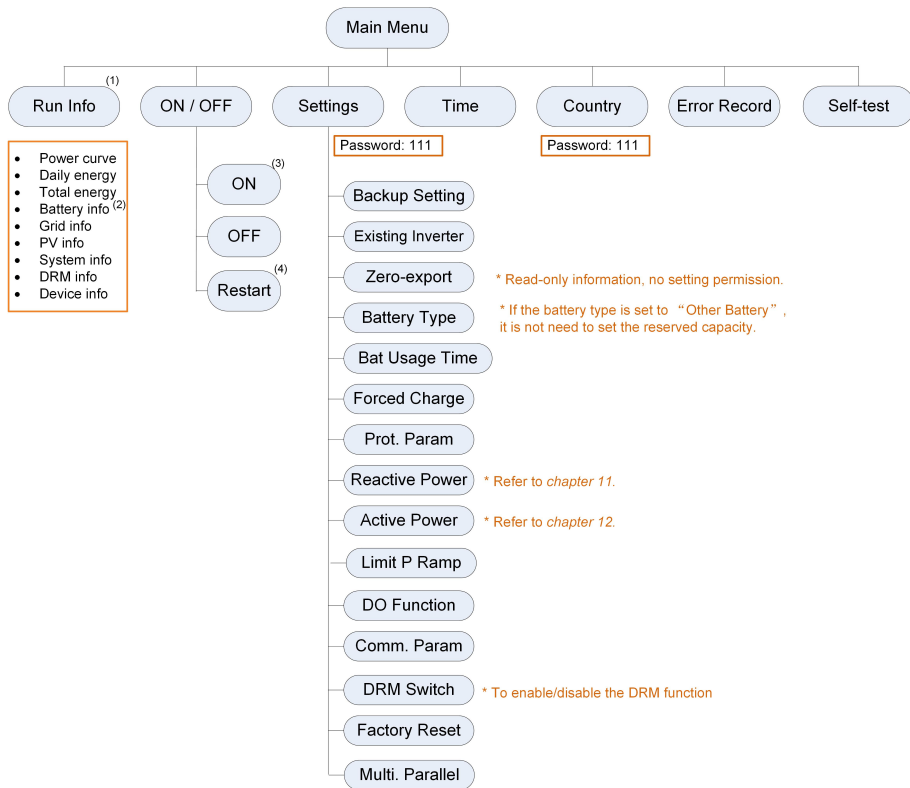 Main Menu
(1)
Run Info
ON / OFF
Settings
Time
Country
Error Record
Self-test
Password: 111
Password: 111
• Power curve
• Daily energy
• Total energy
• Battery info (2)
• Grid info
• PV info
• System info
• DRM info
• Device info
(3)
ON
OFF
(4)
Restart
Backup Setting
Existing Inverter
Zero-export
* Read-only information, no setting permission.
Battery Type
* If the battery type is set to “Other Battery”,
it is not need to set the reserved capacity.
Bat Usage Time
Forced Charge
Prot. Param
Reactive Power
* Refer to chapter 11.
Active Power
* Refer to chapter 12.
Limit P Ramp
DO Function
Comm. Param
DRM Switch
* To enable/disable the DRM function
Factory Reset
Multi. Parallel